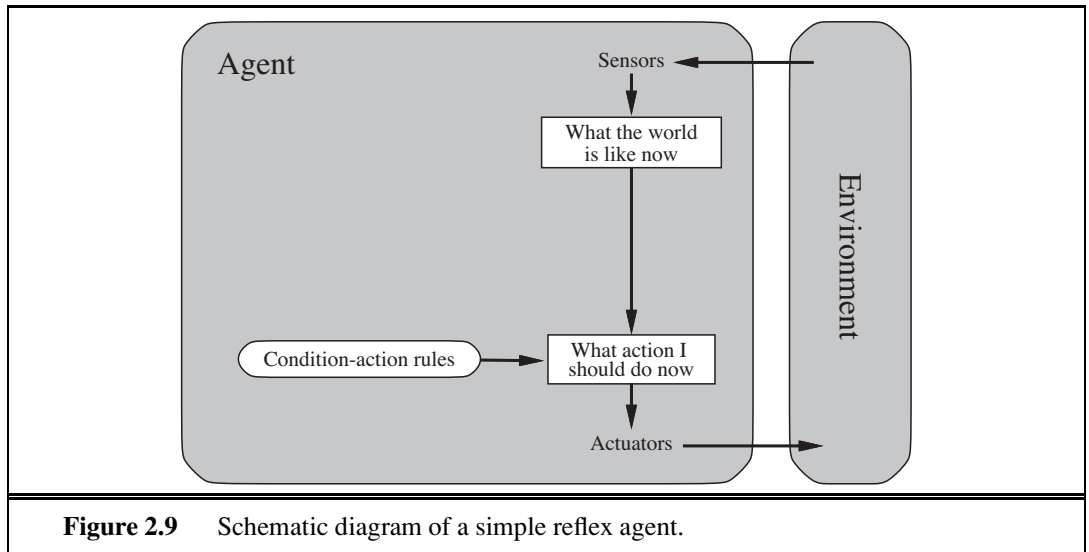 Agent
Sensors
What the world
is like now
Environment
Condition-action rules
What action I
should do now
Actuators
Figure 2.9 Schematic diagram of a simple reflex agent.